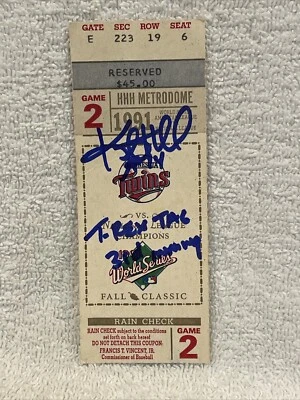 GATE SEC ROW SEAT
E 223 19 6
RESERVED
$45.00
GAME
2
HHH METRODOME
1991
Twins
VS.
CHAMPIONS
T-Rex TAG
3rd inning
World Series
FALL CLASSIC
RAIN CHECK
RAIN CHECK subject to the conditions
set forth on back hereof
DO NOT DETACH THIS COUPON:
FRANCIS T. VINCENT, JR.
Commissioner of Baseball
GAME
2